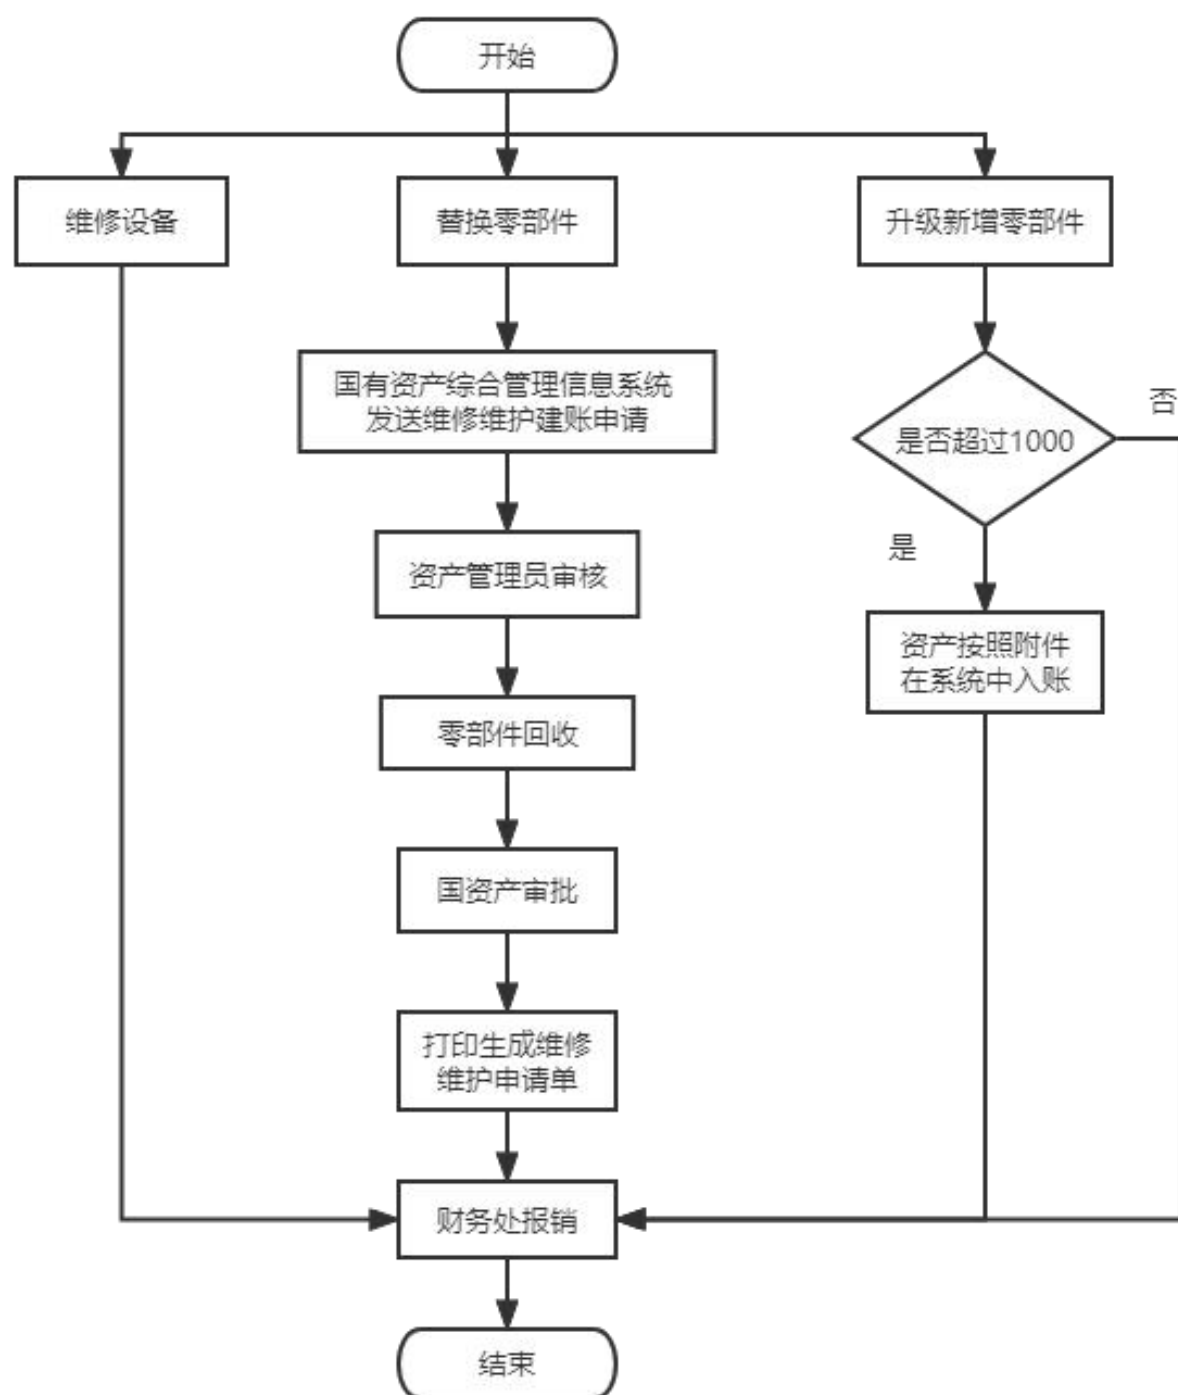 开始
维修设备
替换零部件
升级新增零部件
国有资产综合管理信息系统
发送维修维护建账申请
否
是否超过1000
是
资产管理员审核
资产按照附件
在系统中入账
零部件回收
国资产审批
打印生成维修
维护申请单
财务处报销
结束